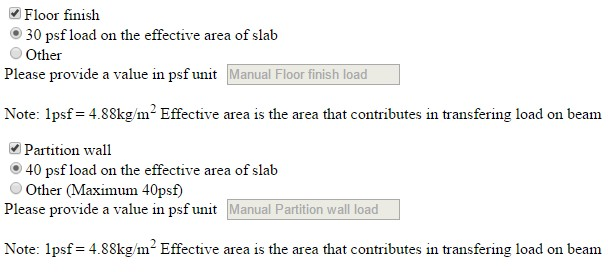 Floor finish
30 psf load on the effective area of slab
Other
Please provide a value in psf unit Manual Floor finish load
Note: 1psf = 4.88kg/m² Effective area is the area that contributes in transfering load on beam
Partition wall
40 psf load on the effective area of slab
Other (Maximum 40psf)
Please provide a value in psf unit Manual Partition wall load
Note: 1psf = 4.88kg/m² Effective area is the area that contributes in transfering load on beam